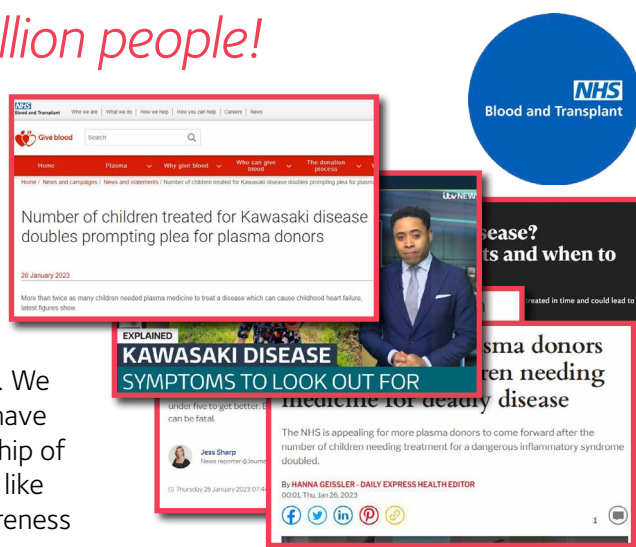 llion people!
NHS
Blood and Transplant
NHS
Blood and Transplant
Who we are | What we do | How we help | How you can help | Careers | News
Give blood
Search
Home
Plasma
Why give blood
Who can give blood
The donation process
Home / News and campaigns / News and statements / Number of children treated for Kawasaki disease doubles prompting plea for plasm
Number of children treated for Kawasaki disease
doubles prompting plea for plasma donors
26 January 2023
More than twice as many children needed plasma medicine to treat a disease which can cause childhood heart failure,
latest figures show.
itv NEW
EXPLAINED
KAWASAKI DISEASE
SYMPTOMS TO LOOK OUT FOR
sease?
ts and when to
treated in time and could lead to
. We
have
hip of
like
reness
under five to get better.
can be fatal.
Jess Sharp
News reporter
Thursday 26 January 2023 07:4
sma donors
ren needing
medicine for deadly disease
The NHS is appealing for more plasma donors to come forward after the
number of children needing treatment for a dangerous inflammatory syndrome
doubled.
By HANNA GEISSLER - DAILY EXPRESS HEALTH EDITOR
00:01, Thu, Jan 26, 2023
1